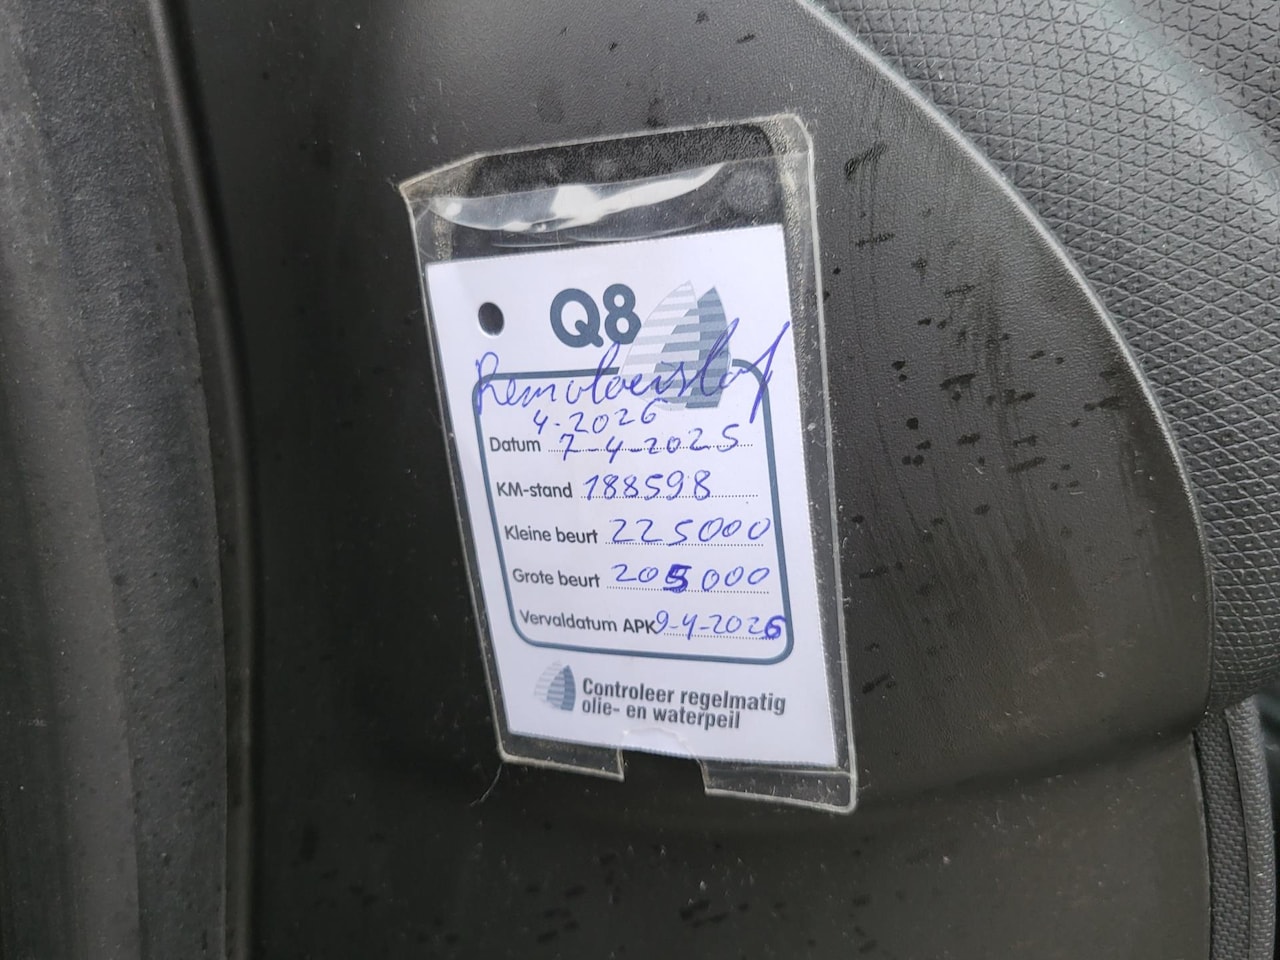 Q8
Remvloeistof
4-2026
Datum 7-4-2025
KM-stand 188598
Kleine beurt 225000
Grote beurt 205000
Vervaldatum APK 9-4-2026
Controleer regelmatig
olie- en waterpeil